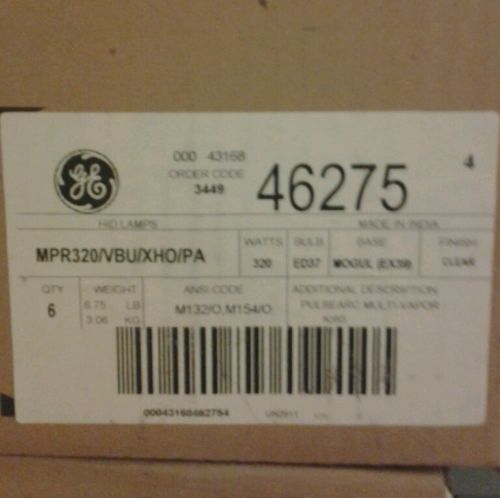 GE
000 43168
ORDER CODE
3449
46275
4
HID LAMPS
MADE IN INDIA
MPR320/VBU/XHO/PA
WATTS BULB BASE FINISH
320 ED37 MOGUL (EX39) CLEAR
QTY WEIGHT ANSI CODE ADDITIONAL DESCRIPTION
6 6.75 LB M132/O,M154/O PULSEARC MULTI-VAPOR
3.06 KG
00043168462754
UN2911